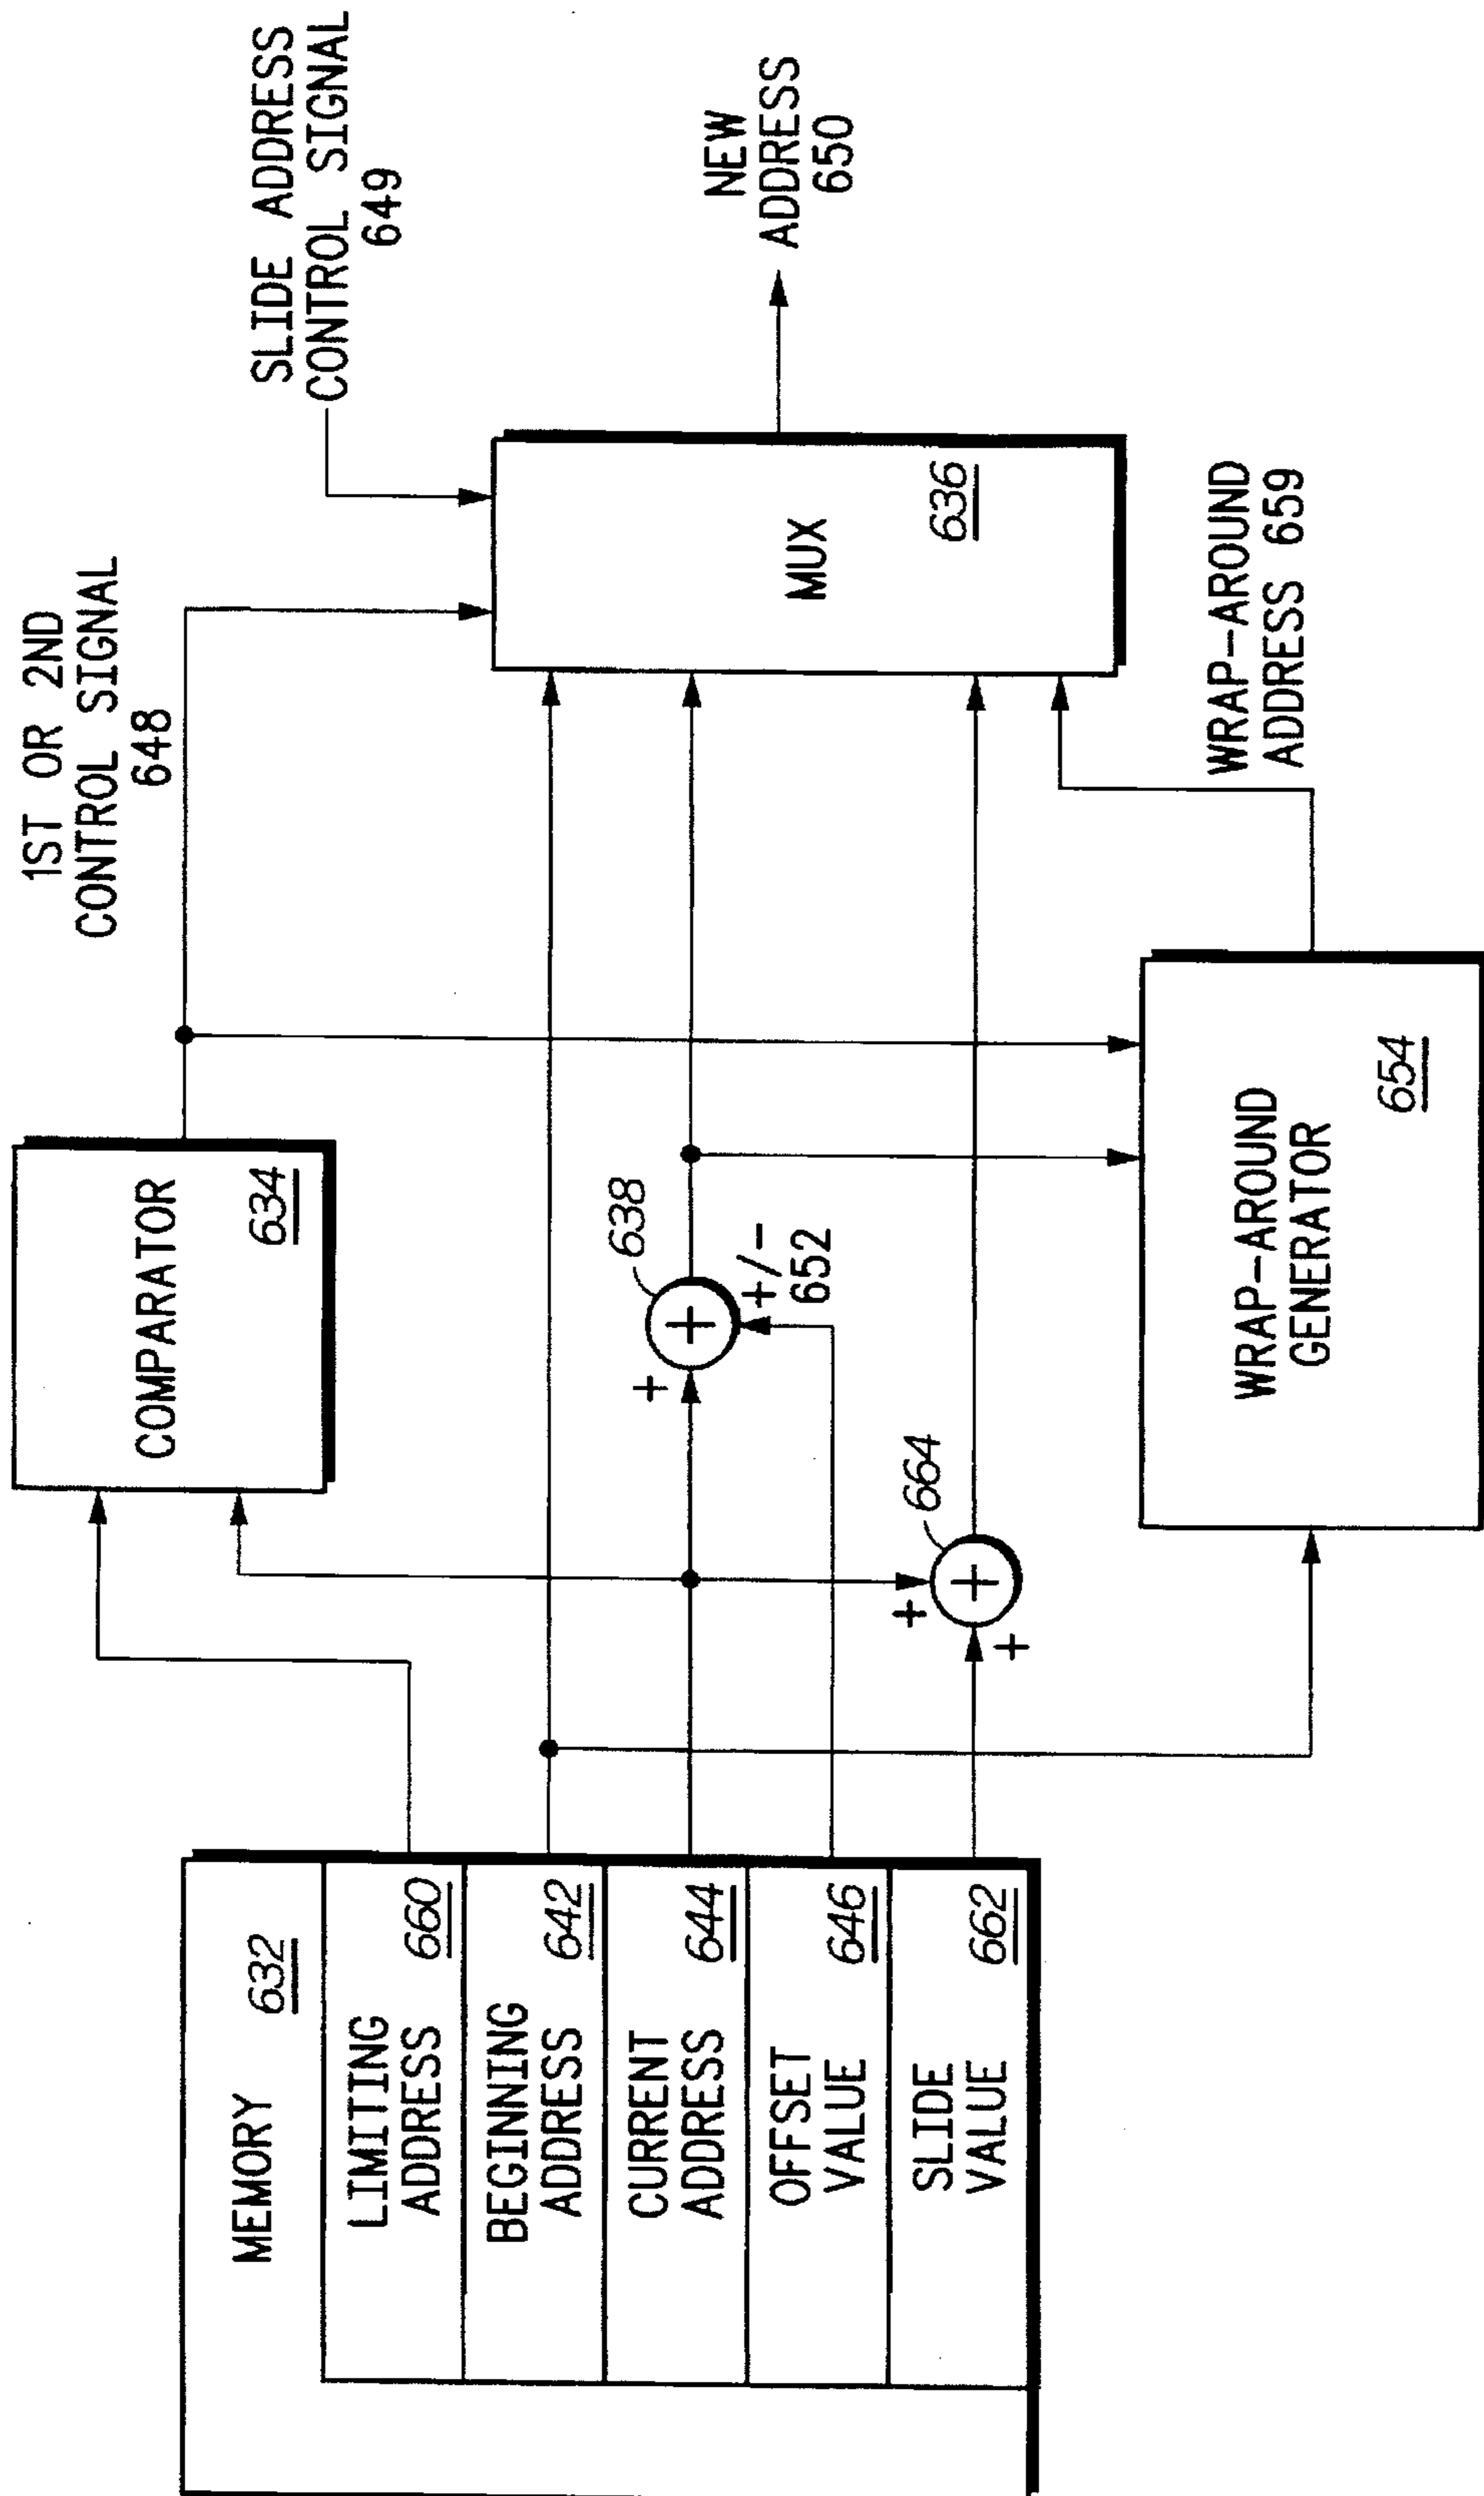 MEMORY
632
LIMITING
ADDRESS
660
BEGINNING
ADDRESS
642
CURRENT
ADDRESS
644
OFFSET
VALUE
646
SLIDE
VALUE
662
COMPARATOR
634
1ST OR 2ND
CONTROL SIGNAL
648
SLIDE ADDRESS
CONTROL SIGNAL
649
+
638
+
+/-
652
+
664
+
+
MUX
636
NEW
ADDRESS
650
WRAP-AROUND
GENERATOR
654
WRAP-AROUND
ADDRESS 659